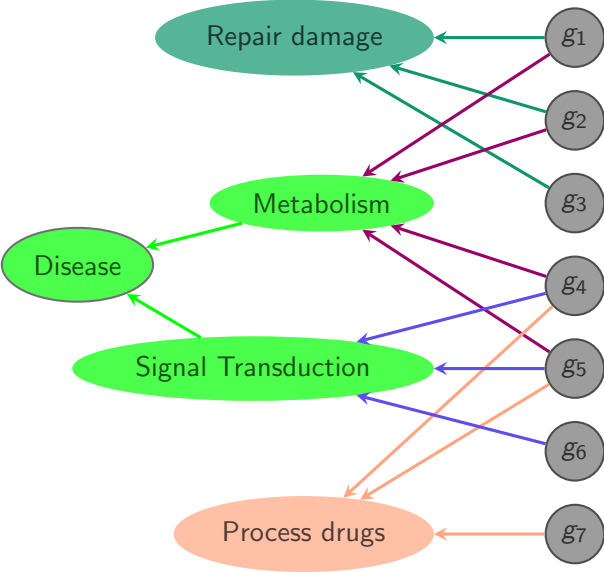 Repair damage
g1
g2
Metabolism
g3
Disease
g4
Signal Transduction
g5
g6
Process drugs
g7